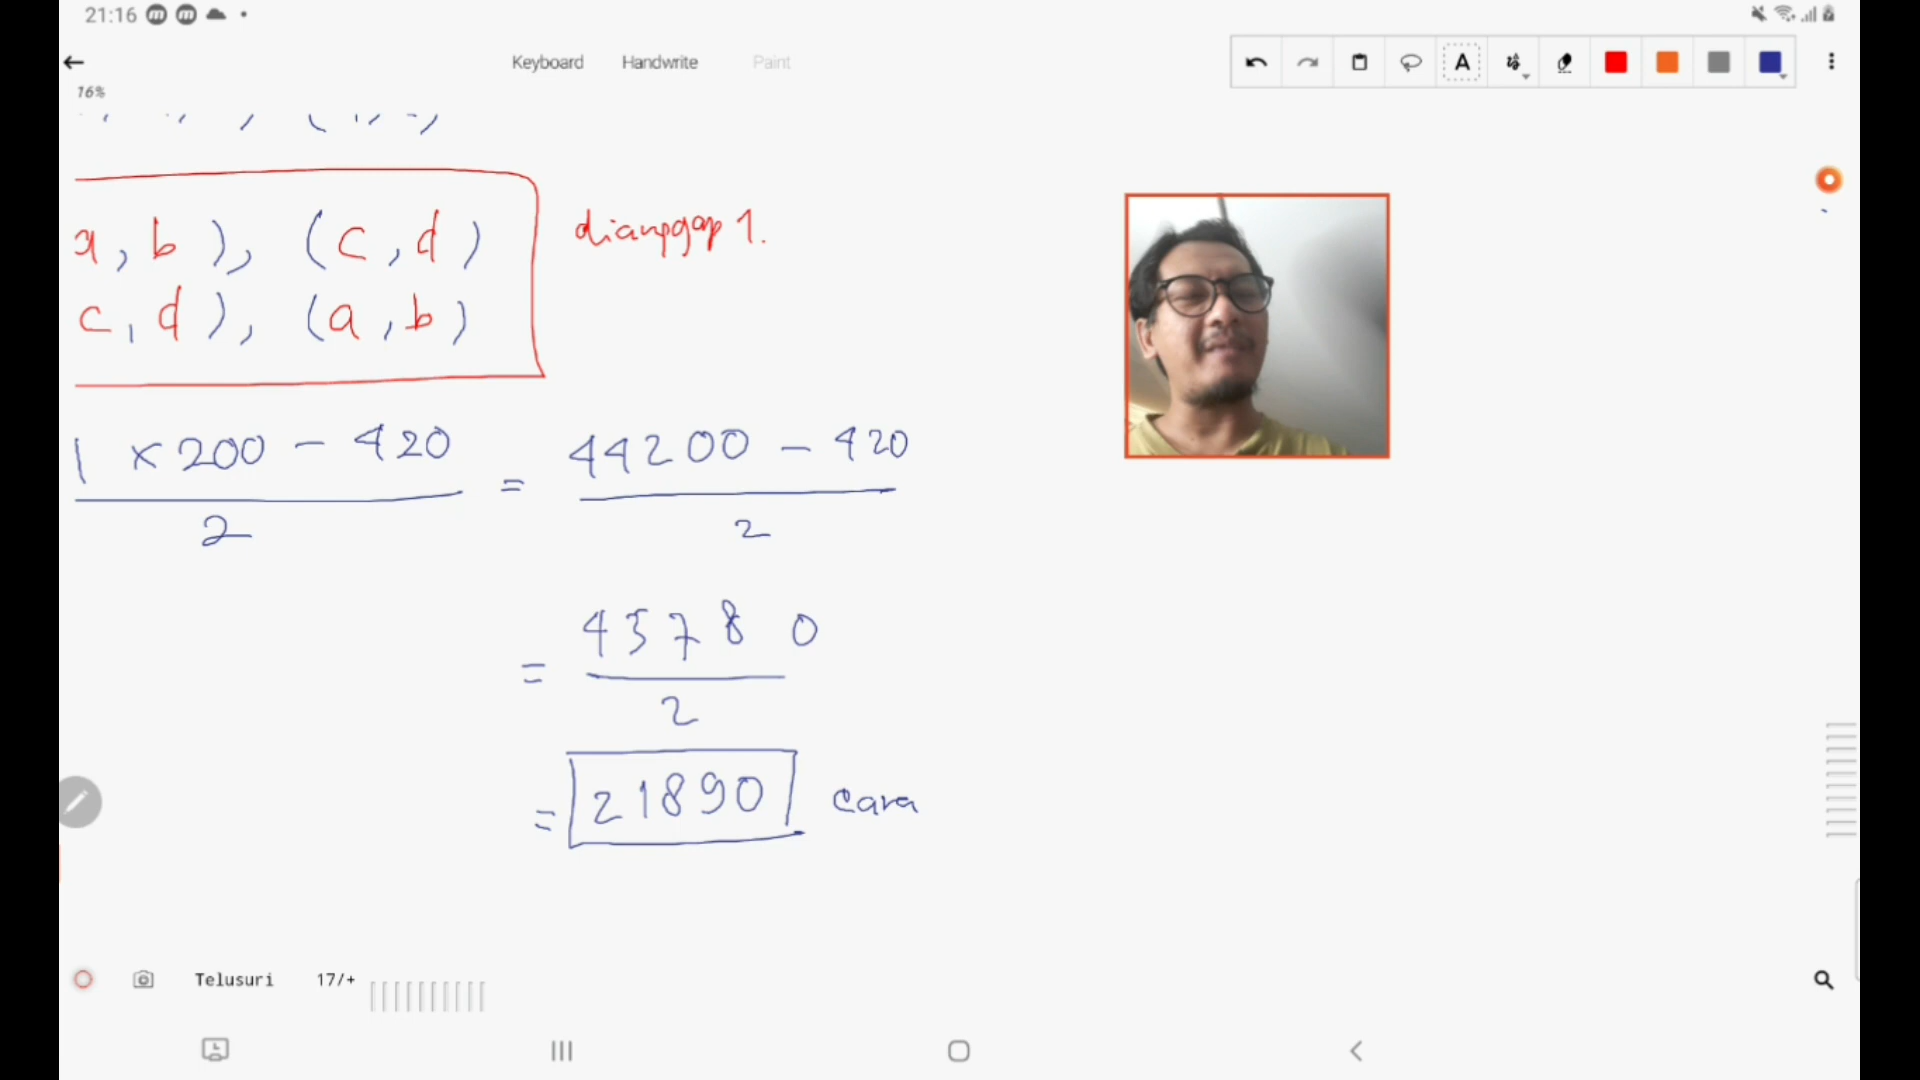 21:16
Keyboard Handwrite Paint
A
16%
a, b), (c, d) dianggap 1.
c, d), (a, b)
1 × 200 - 420 = 44200 - 420
2 2
= 43780
2
= 21890 cara
Telusuri 17/+